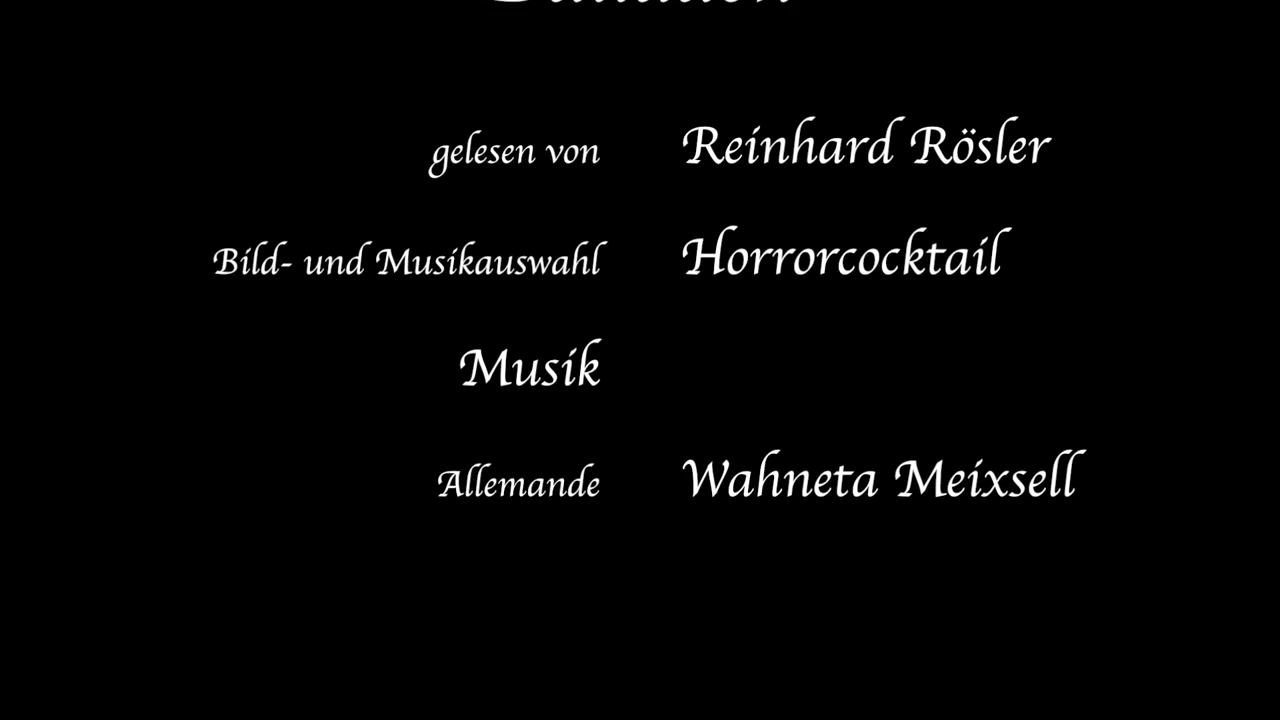 gelesen von Reinhard Rösler
Bild- und Musikauswahl Horrorcocktail
Musik
Allemande Wahneta Meixsell